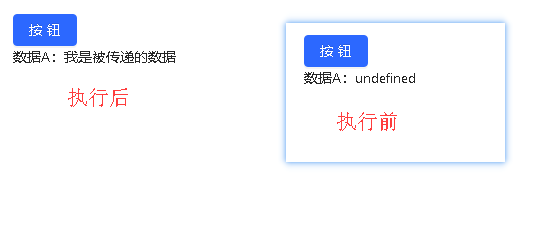 按 钮
数据A：我是被传递的数据
执行后
按 钮
数据A：undefined
执行前